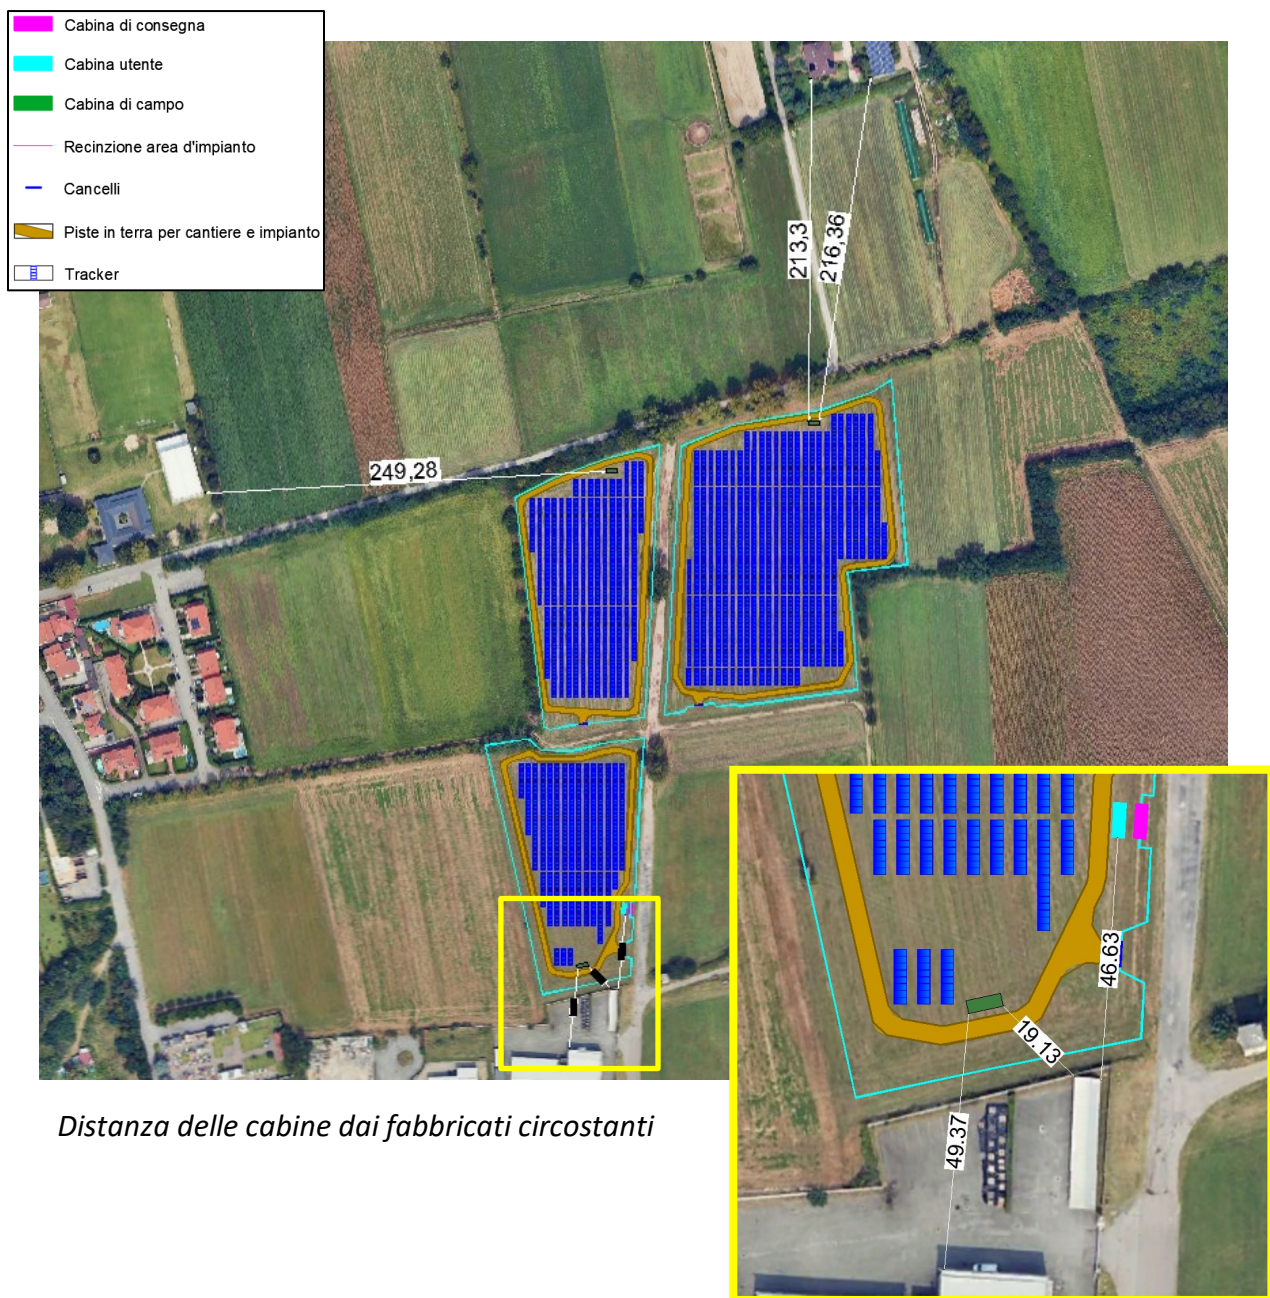 Cabina di consegna
Cabina utente
Cabina di campo
Recinzione area d'impianto
Cancelli
Piste in terra per cantiere e impianto
Tracker
213,3
216,36
249,28
46.63
19.13
49.37
Distanza delle cabine dai fabbricati circostanti